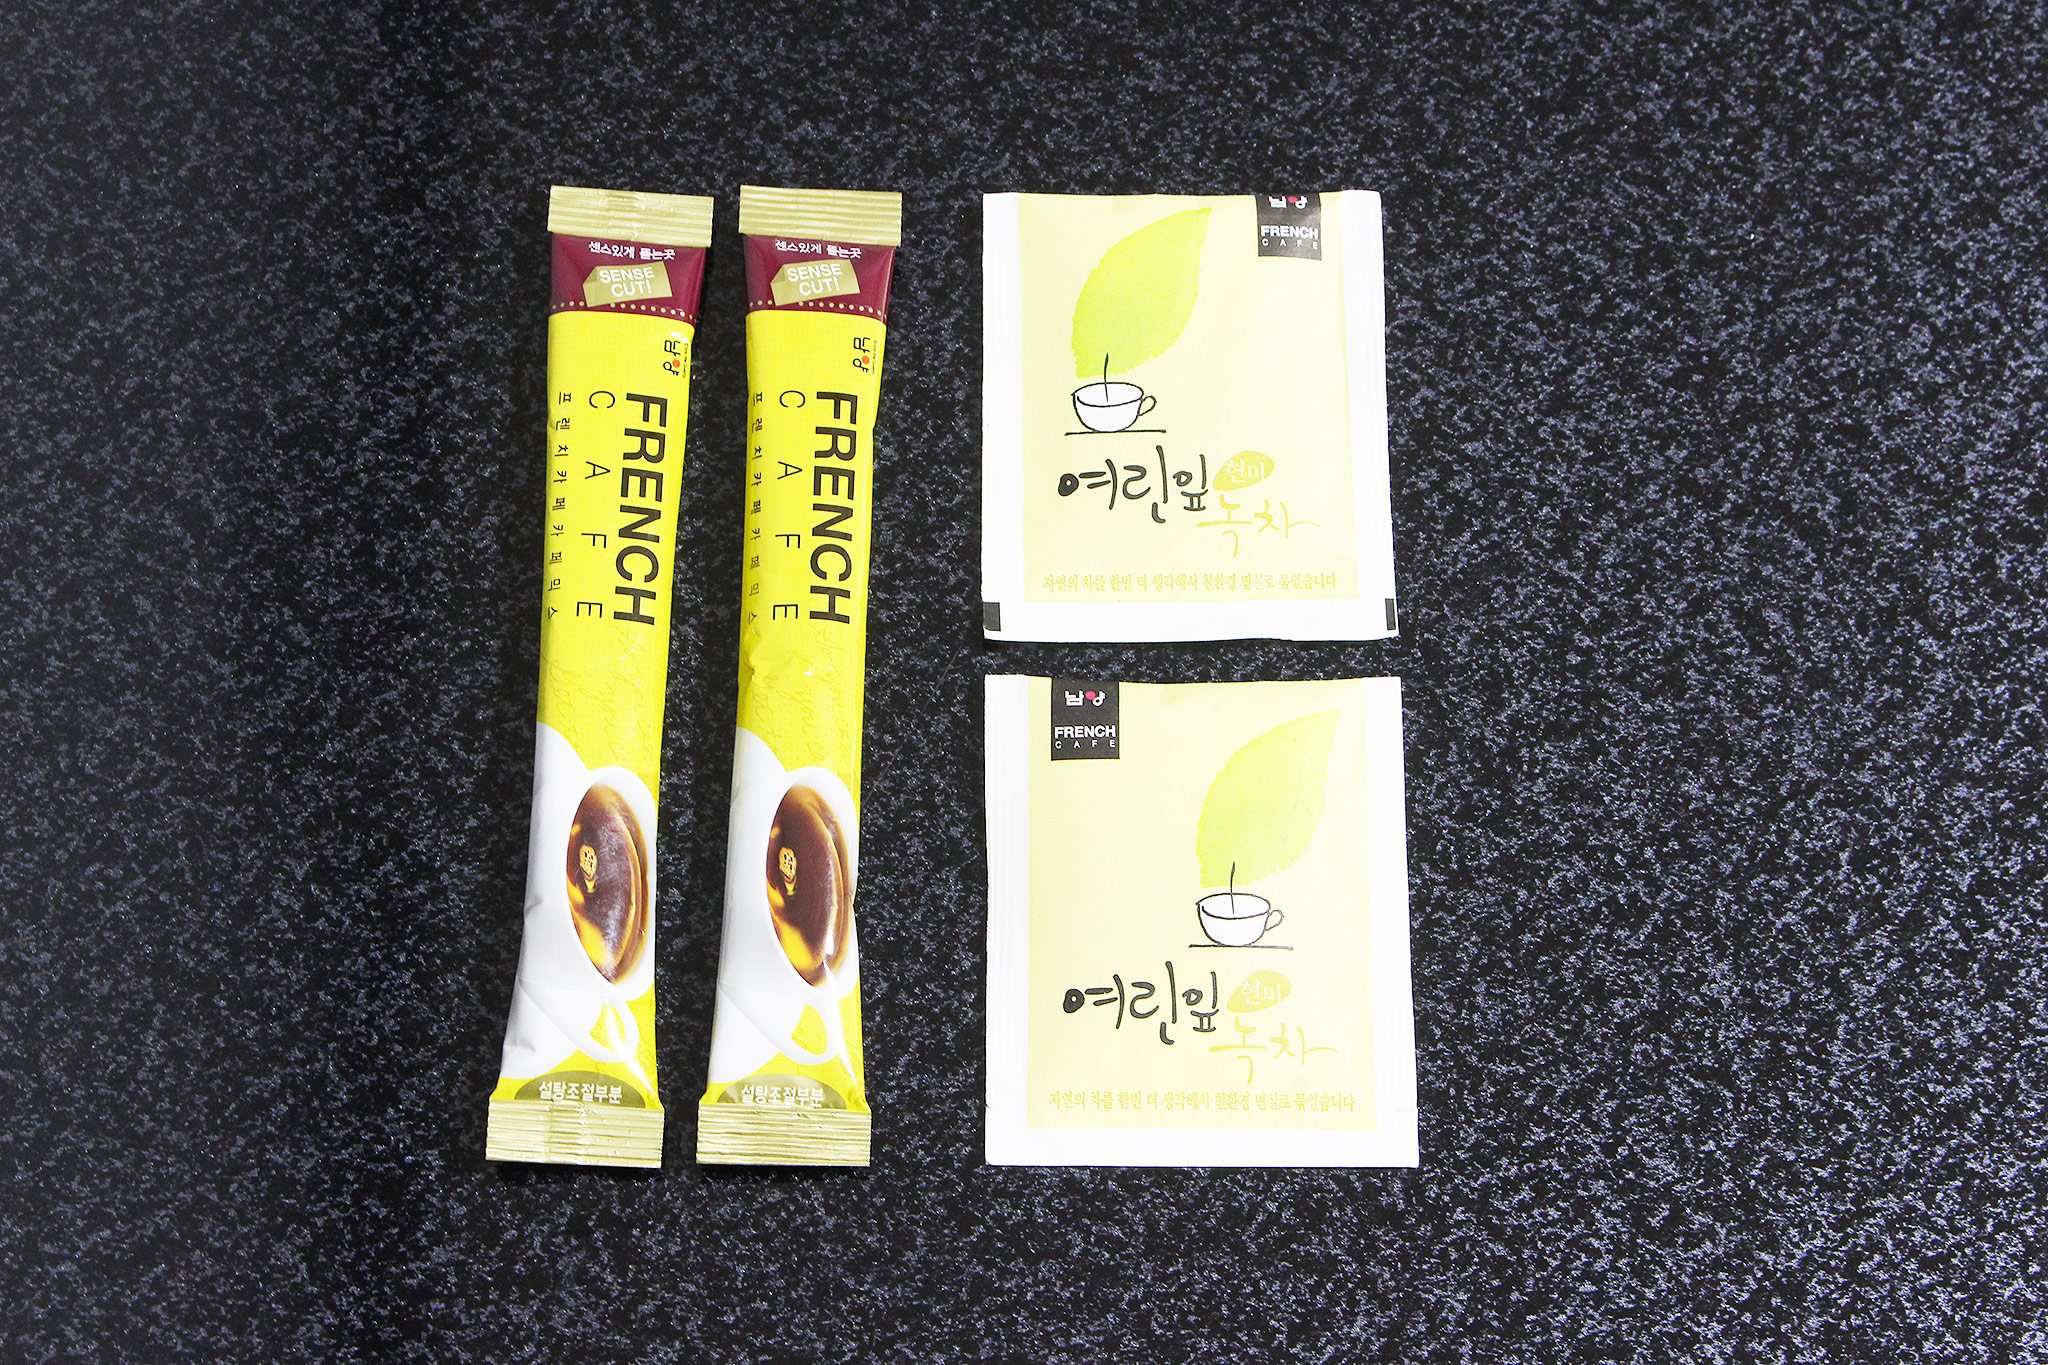 센스있게 뜯는곳
SENSE
CUT!
남양
FRENCH
CAFE
프렌치카페카페믹스
설탕조절부분
센스있게 뜯는곳
SENSE
CUT!
남양
FRENCH
CAFE
프렌치카페카페믹스
설탕조절부분
남양
FRENCH
CAFE
여린잎 현미
녹차
자연의 차를 한번 더 생각해서 친환경 면실로 묶었습니다
남양
FRENCH
CAFE
여린잎 현미
녹차
자연의 차를 한번 더 생각해서 친환경 면실로 묶었습니다